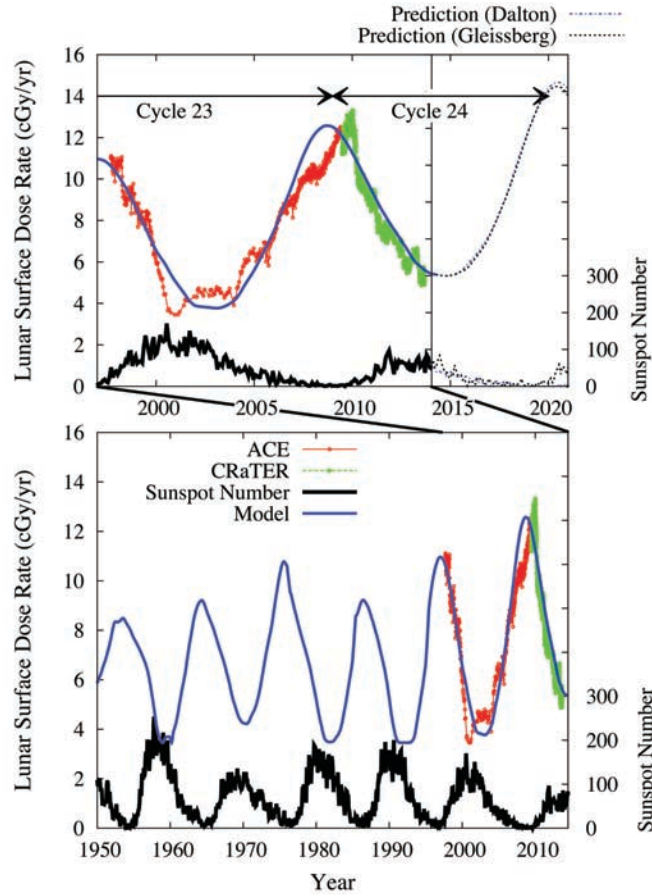 Prediction (Dalton)
Prediction (Gleissberg)
Lunar Surface Dose Rate (cGy/yr)
16
14
12
10
8
6
4
2
0
Cycle 23
Cycle 24
300
200
100
0
Sunspot Number
2000
2005
2010
2015
2020
Lunar Surface Dose Rate (cGy/yr)
16
14
12
10
8
6
4
2
0
ACE
CRaTER
Sunspot Number
Model
300
200
100
0
Sunspot Number
1950
1960
1970
1980
1990
2000
2010
Year